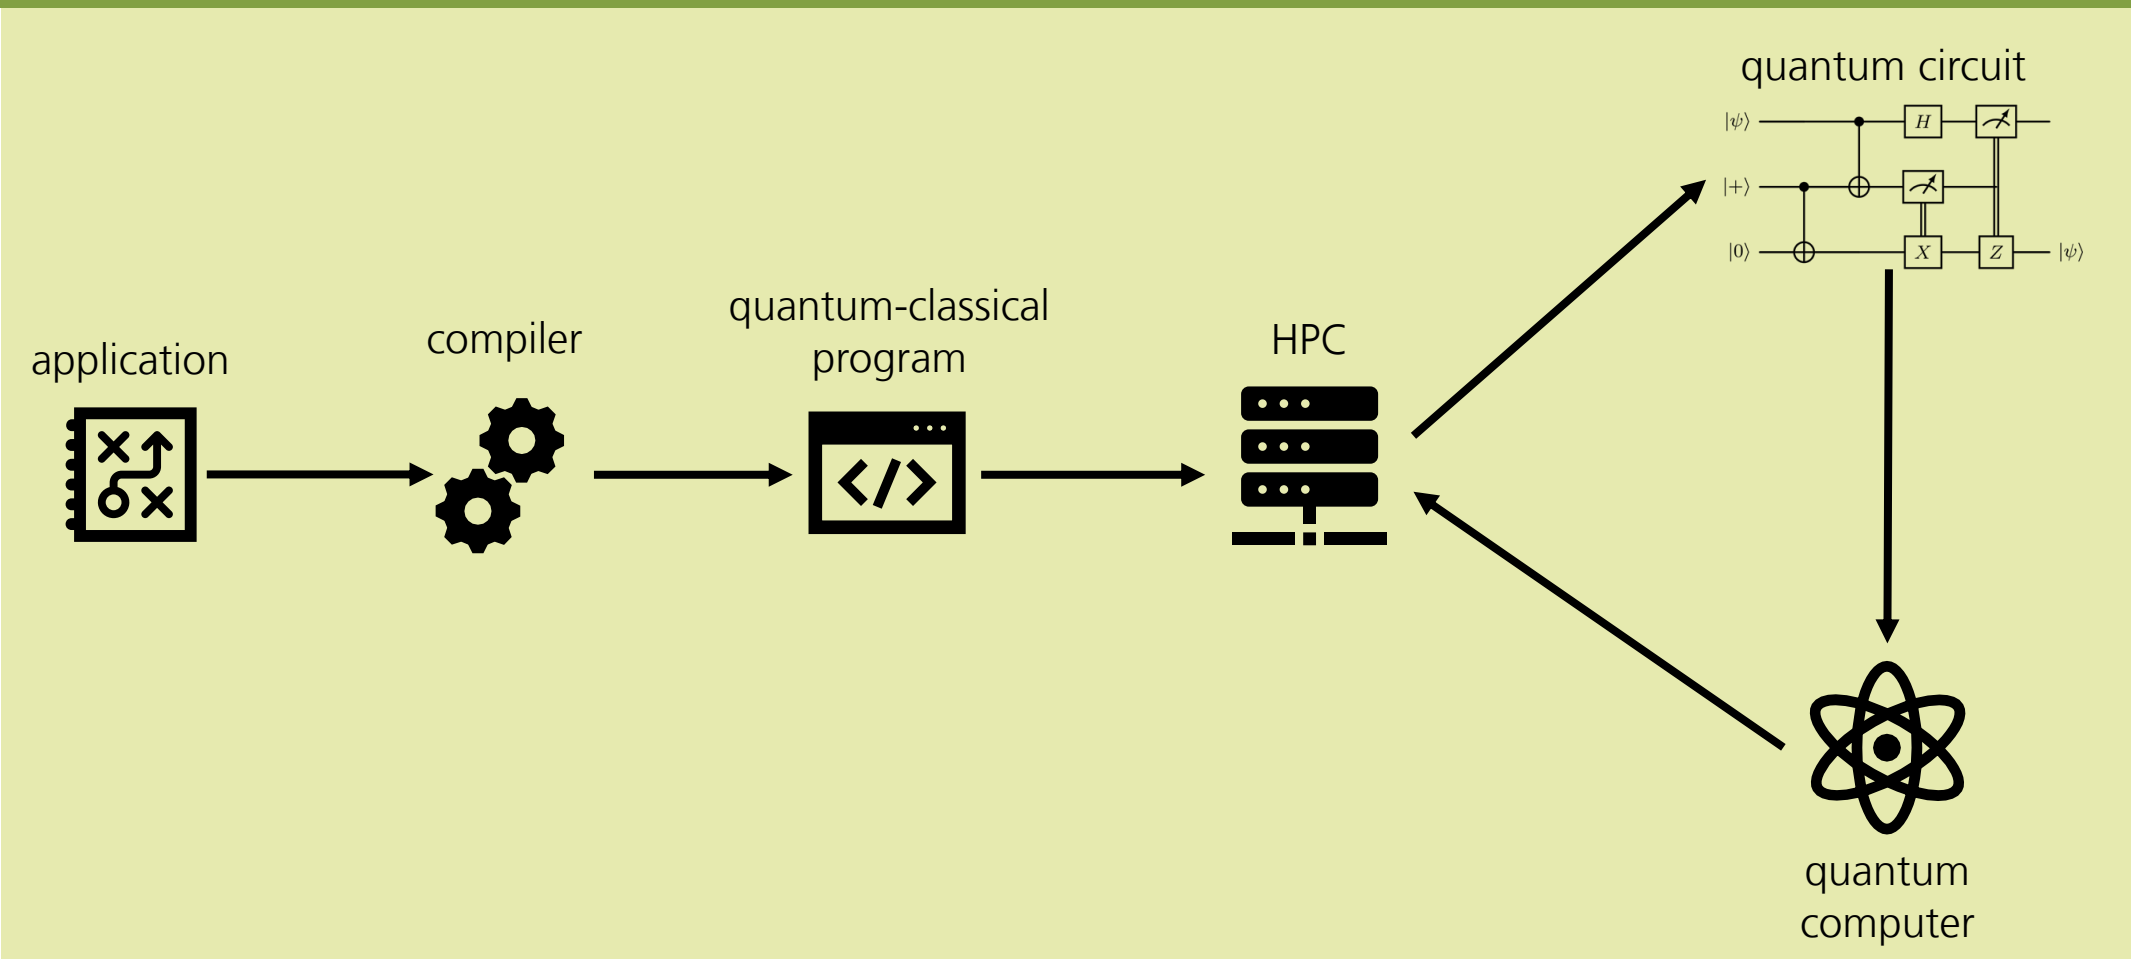 application
compiler
quantum-classical
program
</>
HPC
quantum circuit
|ψ⟩ H
|+⟩
|0⟩ X Z |ψ⟩
quantum
computer